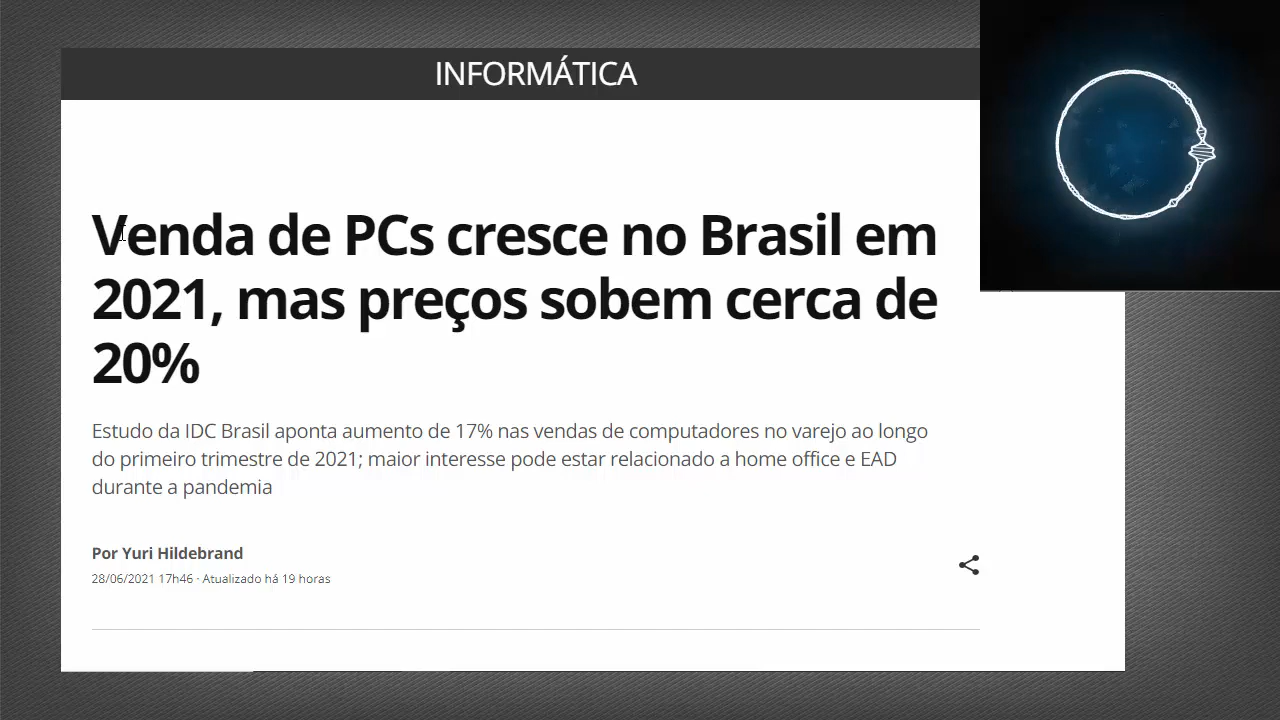 INFORMÁTICA
Venda de PCs cresce no Brasil em
2021, mas preços sobem cerca de
20%
Estudo da IDC Brasil aponta aumento de 17% nas vendas de computadores no varejo ao longo
do primeiro trimestre de 2021; maior interesse pode estar relacionado a home office e EAD
durante a pandemia
Por Yuri Hildebrand
28/06/2021 17h46 · Atualizado há 19 horas